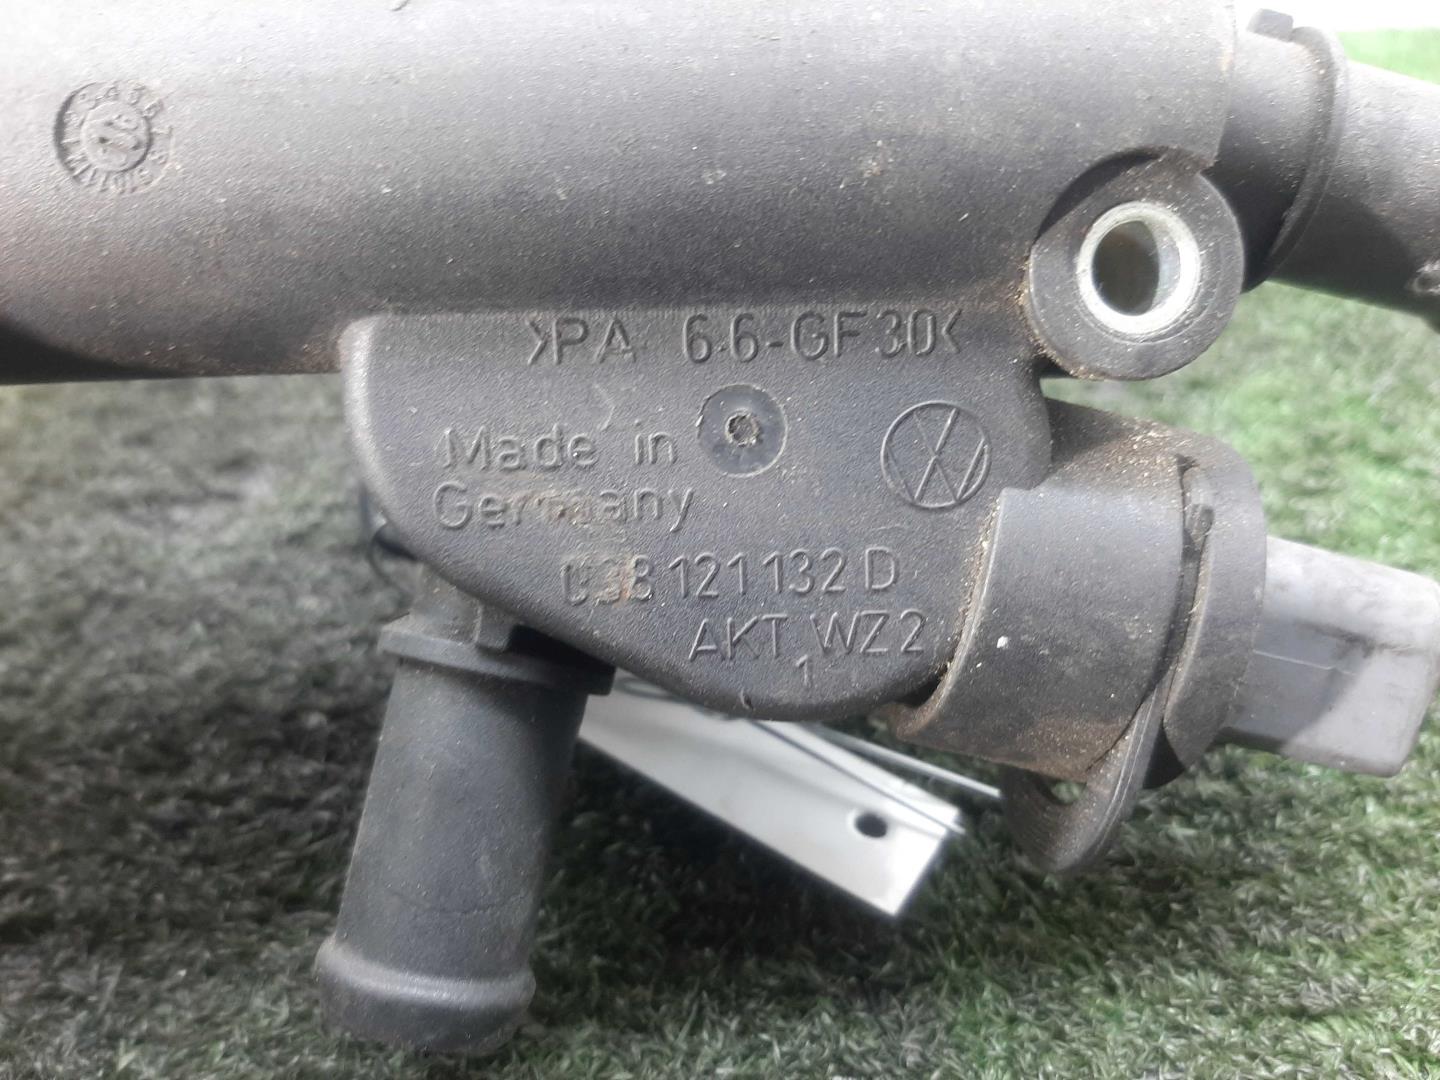 >PA 6.6-GF30<
Made in
Germany
121 132 D
AKT WZ2
1